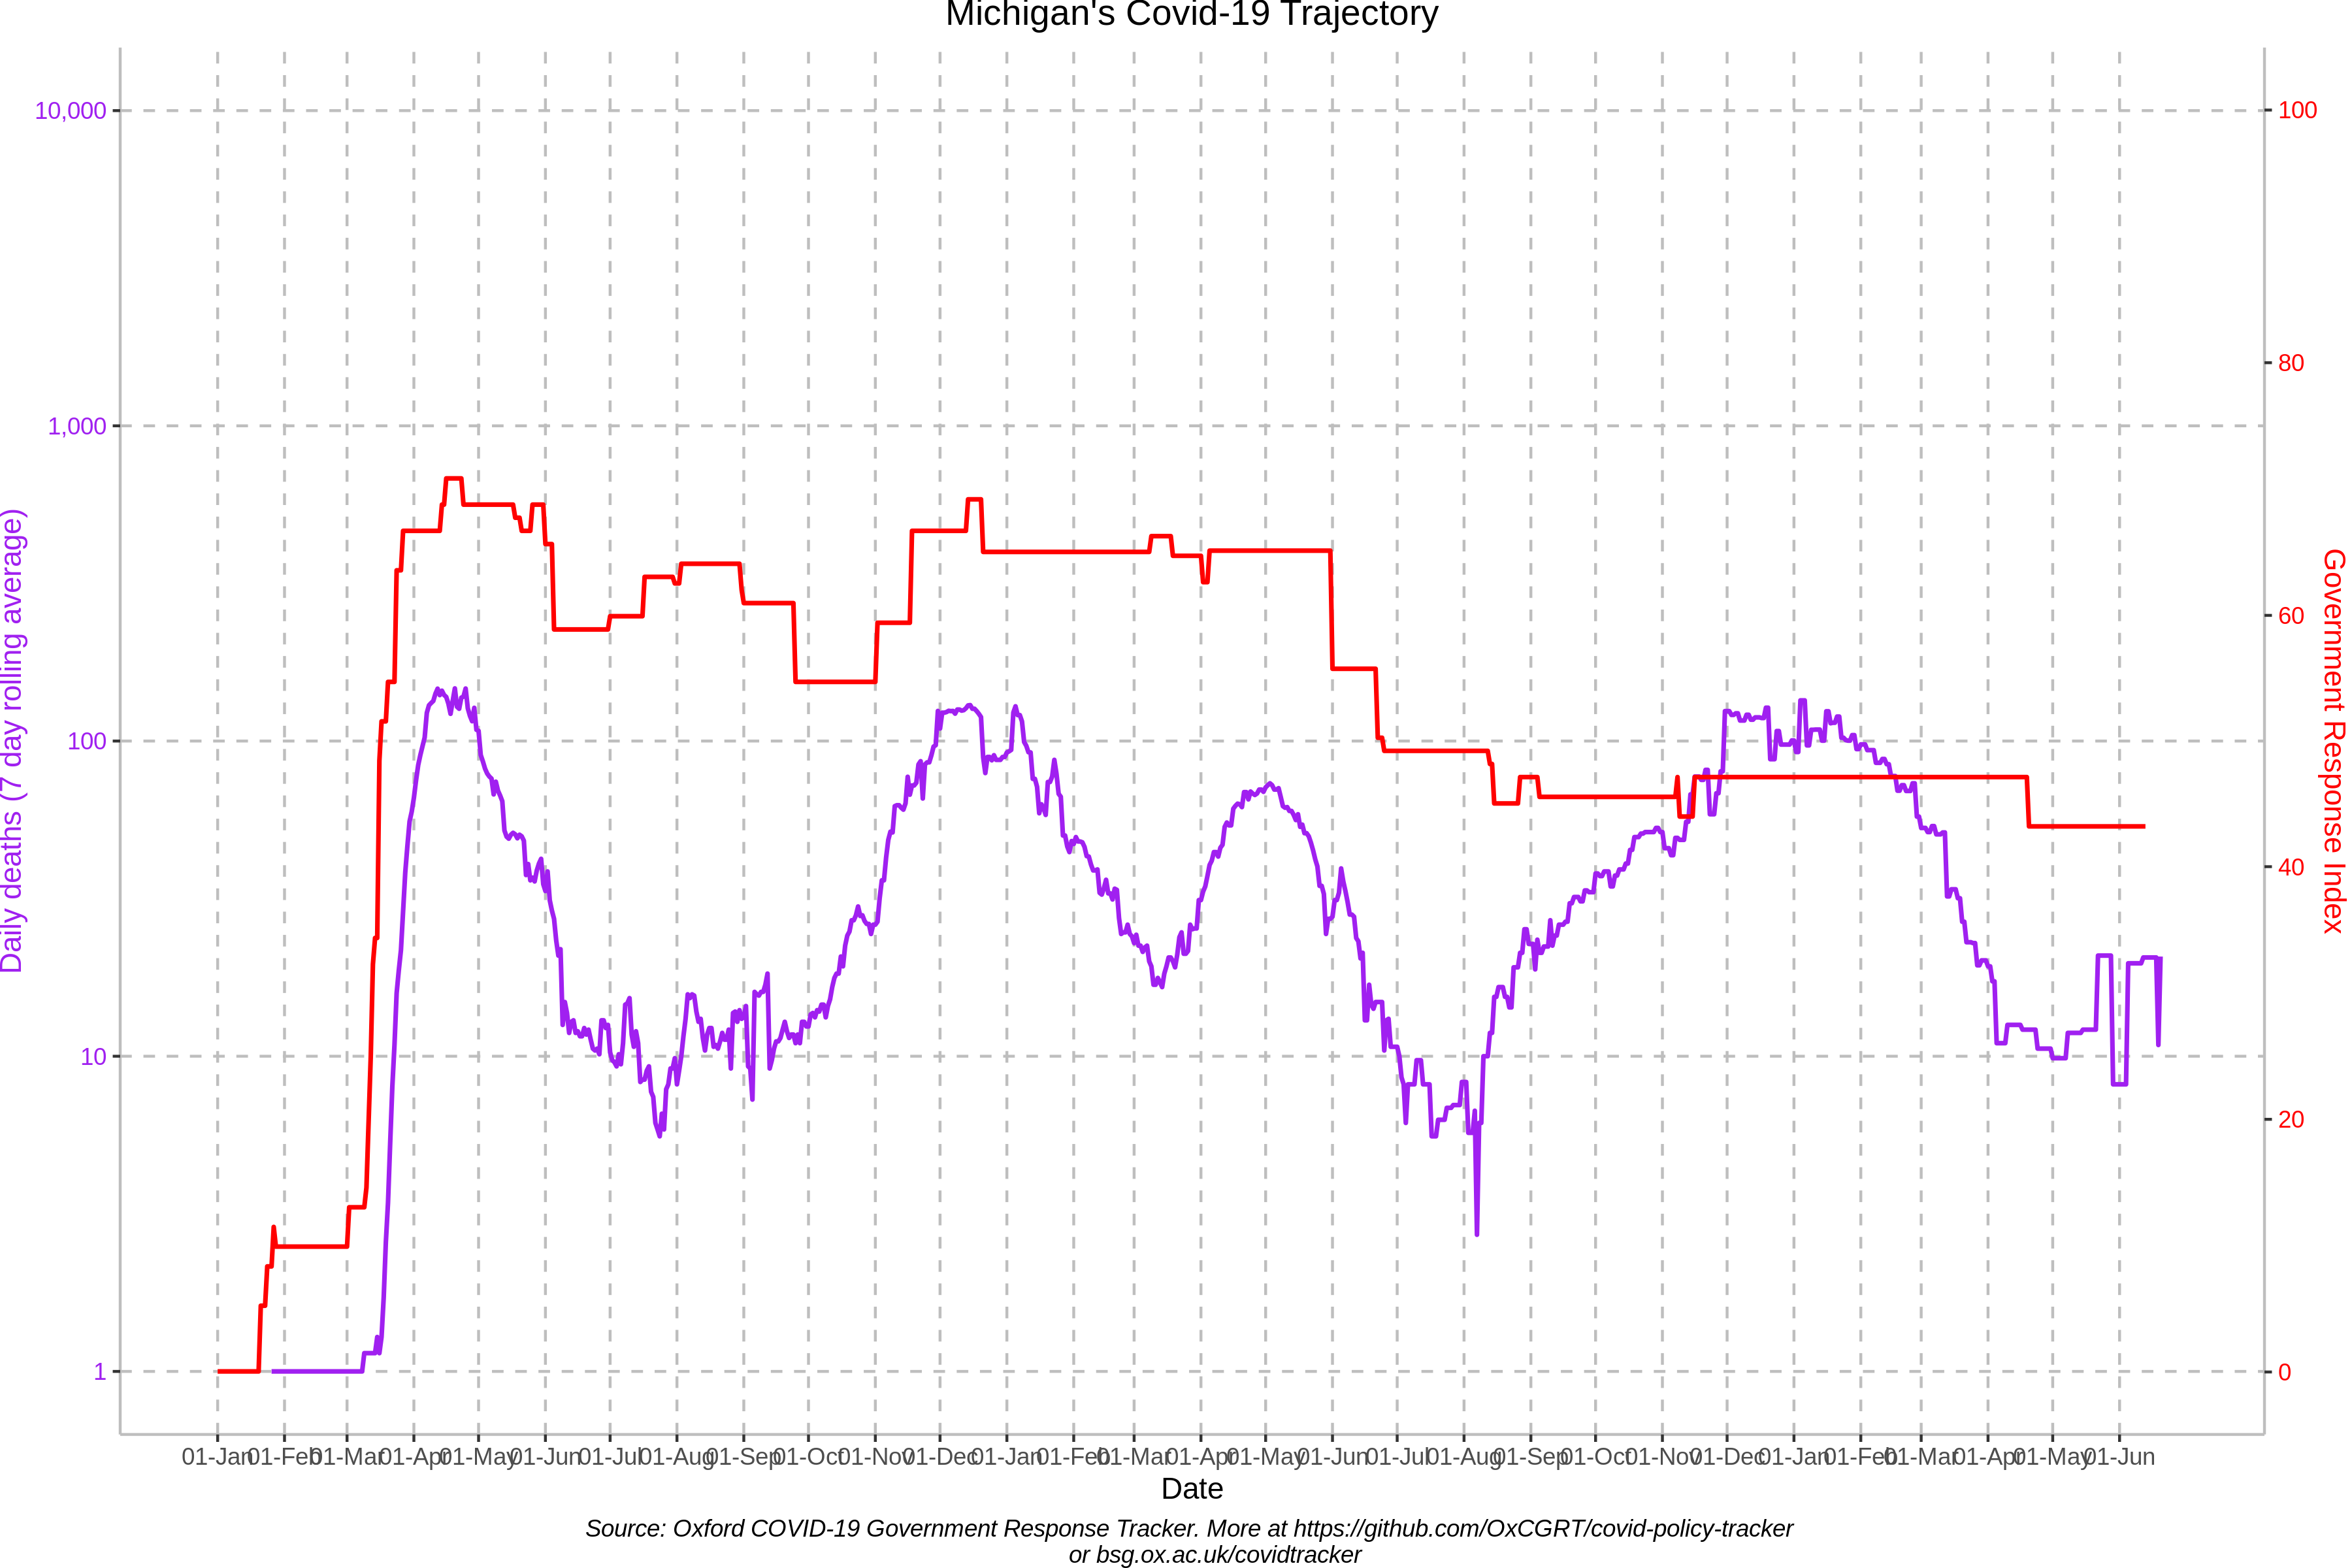 Michigan's Covid-19 Trajectory
10,000
1,000
100
10
1
Daily deaths (7 day rolling average)
100
80
60
40
20
0
Government Response Index
01-Jan 01-Feb 01-Mar 01-Apr 01-May 01-Jun 01-Jul 01-Aug 01-Sep 01-Oct 01-Nov 01-Dec 01-Jan 01-Feb 01-Mar 01-Apr 01-May 01-Jun 01-Jul 01-Aug 01-Sep 01-Oct 01-Nov 01-Dec 01-Jan 01-Feb 01-Mar 01-Apr 01-May 01-Jun
Date
Source: Oxford COVID-19 Government Response Tracker. More at https://github.com/OxCGRT/covid-policy-tracker
or bsg.ox.ac.uk/covidtracker